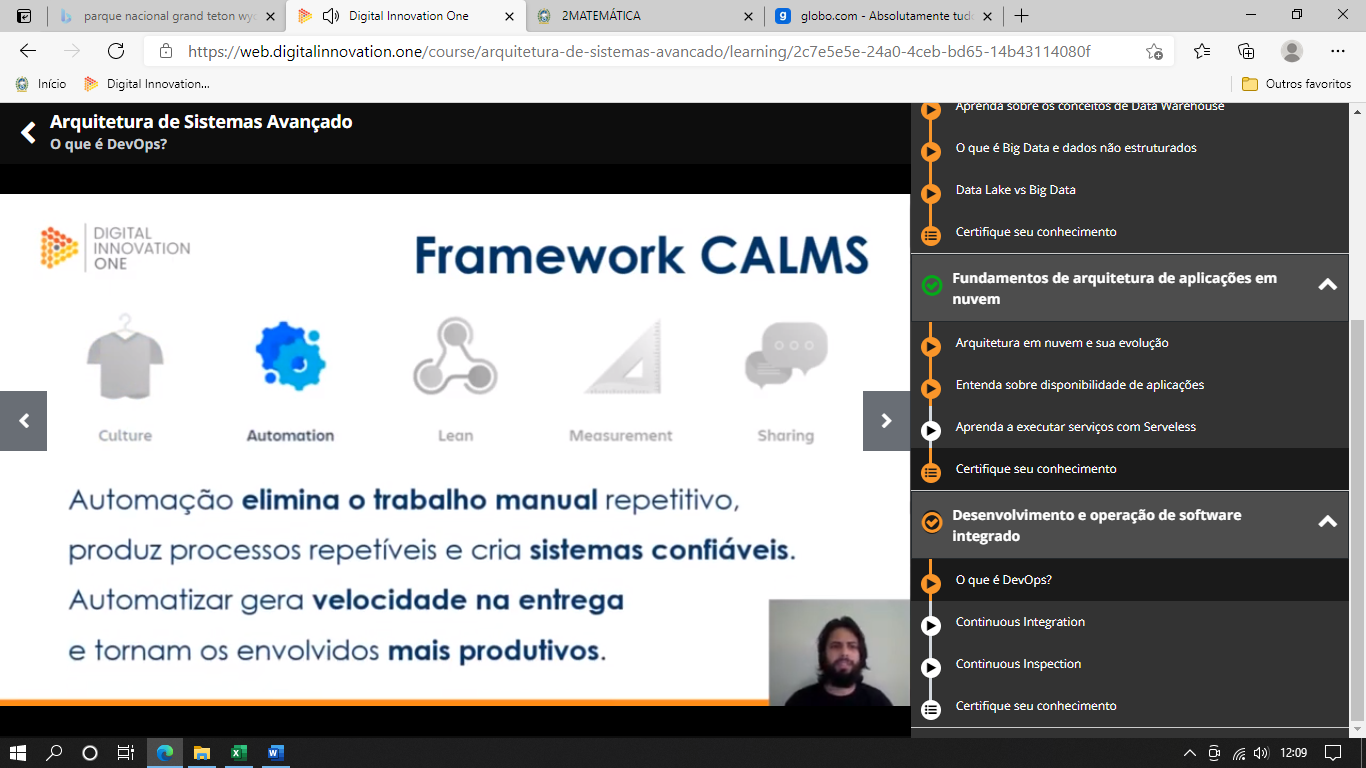 parque nacional grand teton wy
Digital Innovation One
2MATEMÁTICA
globo.com - Absolutamente tud
https://web.digitalinnovation.one/course/arquitetura-de-sistemas-avancado/learning/2c7e5e5e-24a0-4ceb-bd65-14b43114080f
Início
Digital Innovation...
Outros favoritos
Arquitetura de Sistemas Avançado
O que é DevOps?
DIGITAL
INNOVATION
ONE
Framework CALMS
Culture
Automation
Lean
Measurement
Sharing
Automação elimina o trabalho manual repetitivo,
produz processos repetíveis e cria sistemas confiáveis.
Automatizar gera velocidade na entrega
e tornam os envolvidos mais produtivos.
Aprenda sobre os conceitos de Data Warehouse
O que é Big Data e dados não estruturados
Data Lake vs Big Data
Certifique seu conhecimento
Fundamentos de arquitetura de aplicações em
nuvem
Arquitetura em nuvem e sua evolução
Entenda sobre disponibilidade de aplicações
Aprenda a executar serviços com Serveless
Certifique seu conhecimento
Desenvolvimento e operação de software
integrado
O que é DevOps?
Continuous Integration
Continuous Inspection
Certifique seu conhecimento
12:09